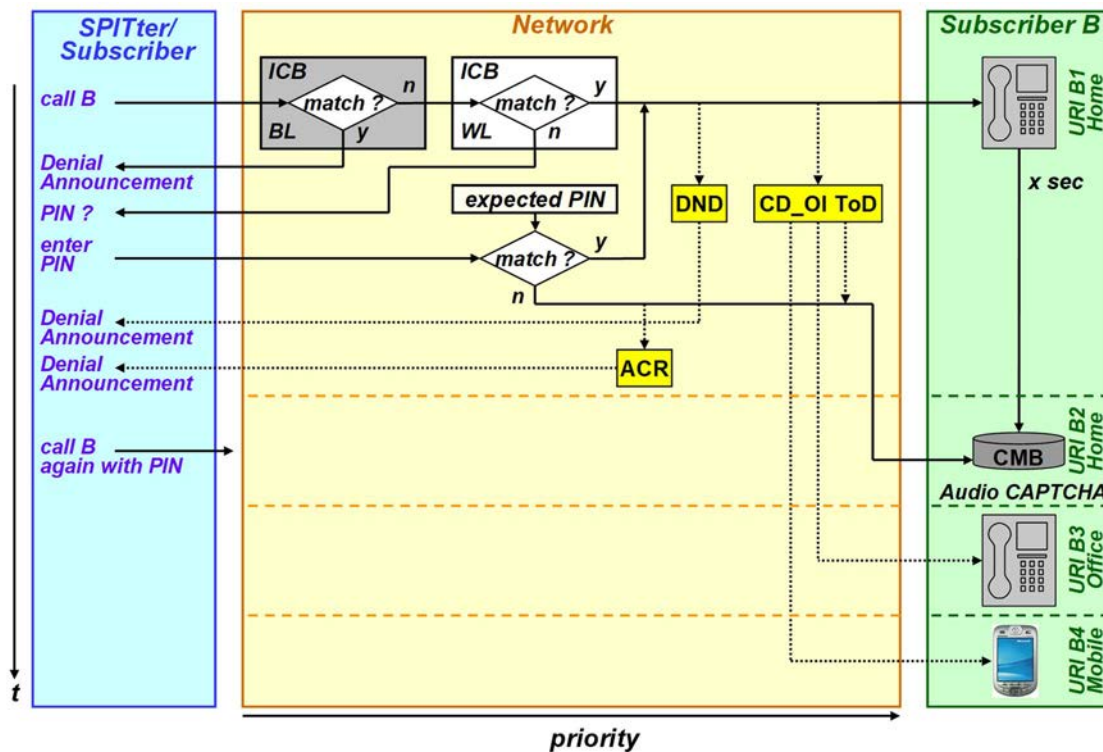 SPITter/
Subscriber
Network
Subscriber B
ICB
match ?
n
BL
y
ICB
match ?
y
WL
n
call B
URI B1
Home
Denial
Announcement
x sec
PIN ?
expected PIN
DND
CD_OI ToD
enter
PIN
match ?
y
n
Denial
Announcement
Denial
Announcement
ACR
call B
again with PIN
CMB
URI B2
Home
Audio CAPTCHA
URI B3
Office
URI B4
Mobile
t
priority